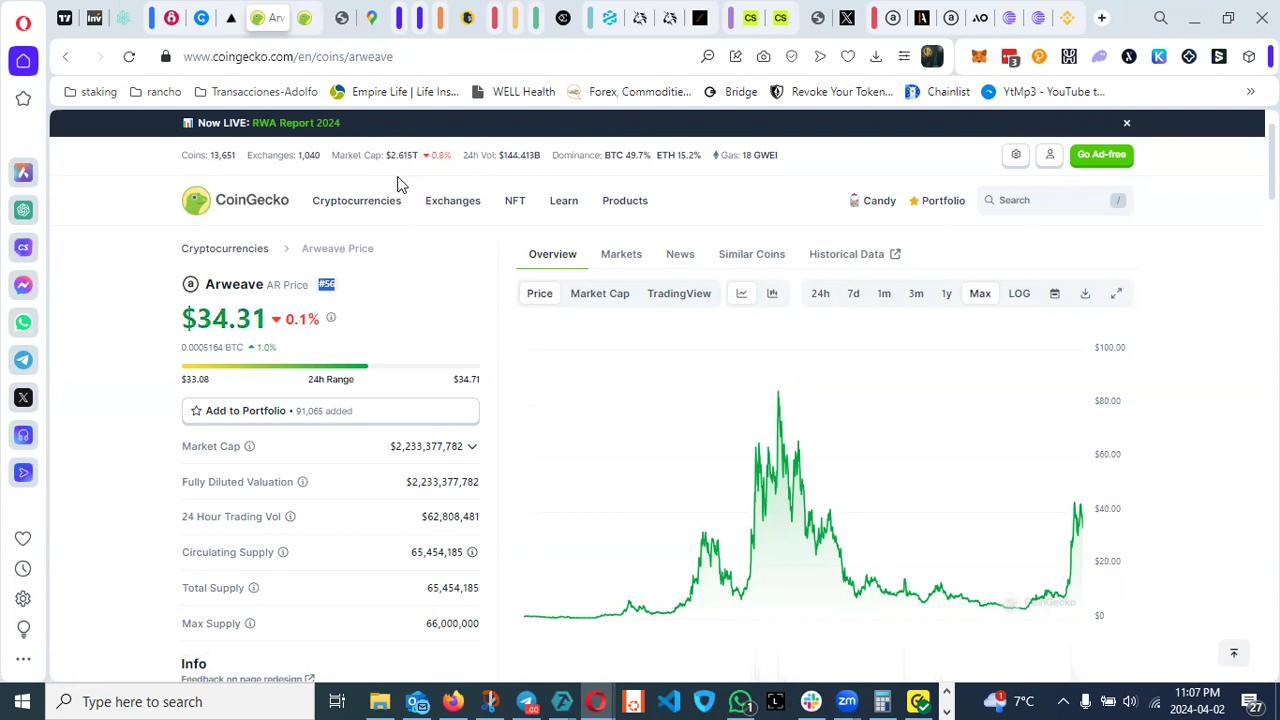 Arv
CS
CS
AO
www.coingecko.com/en/coins/arweave
3
staking
rancho
Transacciones-Adolfo
Empire Life | Life Ins...
WELL Health
Forex, Commoditie...
Bridge
Revoke Your Token...
Chainlist
YtMp3 - YouTube t...
»
Now LIVE: RWA Report 2024
Coins: 13,651 Exchanges: 1,040 Market Cap: $2.615T 0.8% 24h Vol: $144.413B Dominance: BTC 49.7% ETH 15.2% Gas: 18 GWEI
Go Ad-free
CoinGecko
Cryptocurrencies
Exchanges
NFT
Learn
Products
Candy
Portfolio
Search
/
Cryptocurrencies > Arweave Price
Overview
Markets
News
Similar Coins
Historical Data
Arweave AR Price #56
Price
Market Cap
TradingView
24h
7d
1m
3m
1y
Max
LOG
$34.31 0.1%
0.0005164 BTC 1.0%
$33.08
24h Range
$34.71
Add to Portfolio • 91,065 added
Market Cap
$2,233,377,782
Fully Diluted Valuation
$2,233,377,782
24 Hour Trading Vol
$62,808,481
Circulating Supply
65,454,185
Total Supply
65,454,185
Max Supply
66,000,000
Info
Feedback on page redesign
$100.00
$80.00
$60.00
$40.00
$20.00
$0
CoinGecko
Type here to search
1
1
7°C
11:07 PM
2024-04-02
27